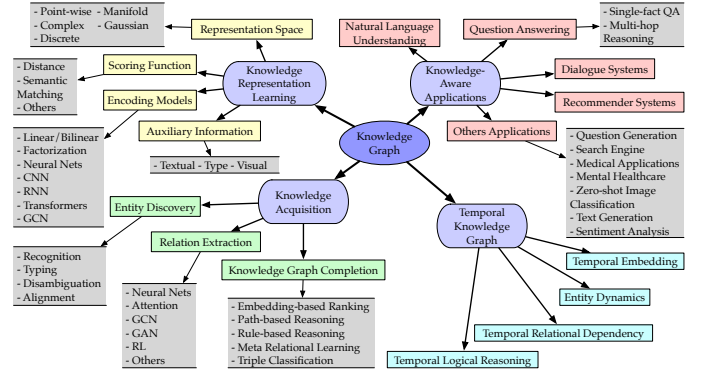 - Point-wise - Manifold
- Complex - Gaussian
- Discrete
Representation Space
Scoring Function
- Distance
- Semantic
Matching
- Others
Encoding Models
- Linear/Bilinear
- Factorization
- Neural Nets
- CNN
- RNN
- Transformers
- GCN
Auxiliary Information
- Textual - Type - Visual
Knowledge
Representation
Learning
Natural Language
Understanding
Question Answering
- Single-fact QA
- Multi-hop
Reasoning
Knowledge-
Aware
Applications
Dialogue Systems
Recommender Systems
Others Applications
- Question Generation
- Search Engine
- Medical Applications
- Mental Healthcare
- Zero-shot Image
Classification
- Text Generation
- Sentiment Analysis
Knowledge
Graph
Knowledge
Acquisition
Entity Discovery
- Recognition
- Typing
- Disambiguation
- Alignment
Relation Extraction
- Neural Nets
- Attention
- GCN
- GAN
- RL
- Others
Knowledge Graph Completion
- Embedding-based Ranking
- Path-based Reasoning
- Rule-based Reasoning
- Meta Relational Learning
- Triple Classification
Temporal
Knowledge
Graph
Temporal Embedding
Entity Dynamics
Temporal Relational Dependency
Temporal Logical Reasoning